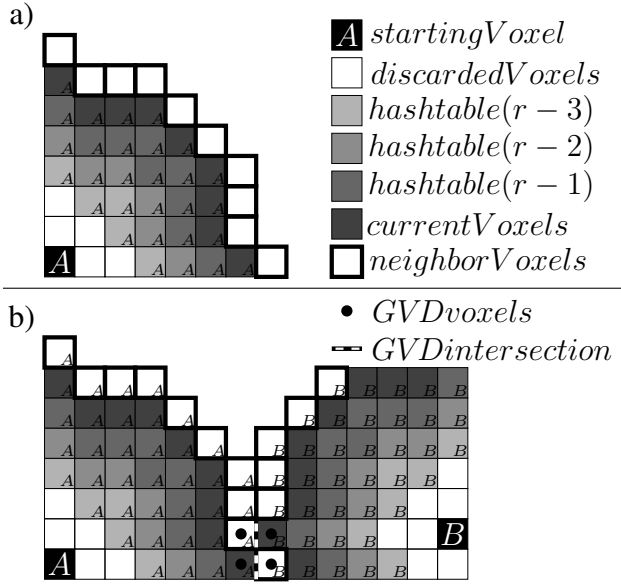 a)
A startingVoxel
discardedVoxels
hashtable(r − 3)
hashtable(r − 2)
hashtable(r − 1)
currentVoxels
neighborVoxels
A
A A A A
A A A A A
A A A A A A
A A A A A
A A A A
A A A A A
b)
GVDvoxels
GVDintersection
A
A A A A B B B B B
A A A A A B B B B B B
A A A A A A B B B B B B B
A A A A A A A B B B B B B
A A A A A A B B B B B
A A A A A B B B B B
A A A A A B B B B B